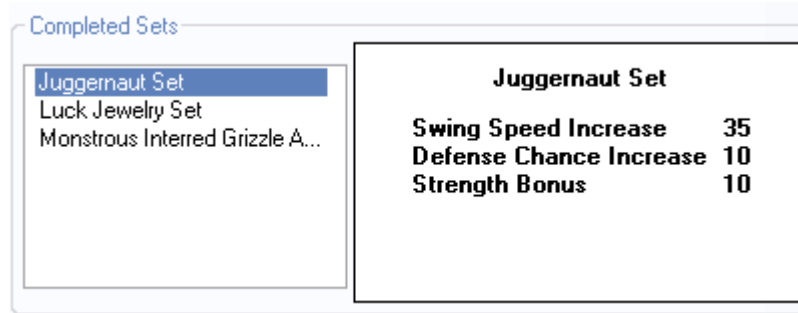 Completed Sets
Juggernaut Set
Luck Jewelry Set
Monstrous Interred Grizzle A...
Juggernaut Set
Swing Speed Increase 35
Defense Chance Increase 10
Strength Bonus 10